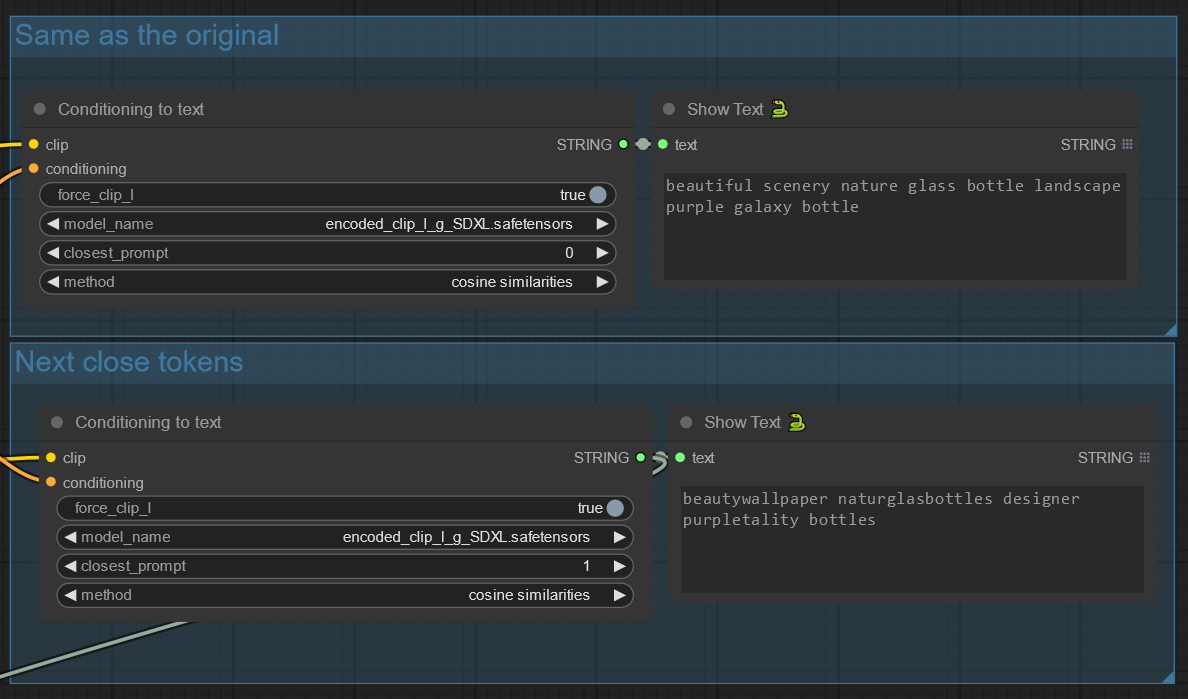 Same as the original
Conditioning to text
clip
STRING
conditioning
force_clip_l
true
model_name
encoded_clip_l_g_SDXL.safetensors
closest_prompt
0
method
cosine similarities
Show Text
text
STRING
beautiful scenery nature glass bottle landscape
purple galaxy bottle
Next close tokens
Conditioning to text
clip
STRING
conditioning
force_clip_l
true
model_name
encoded_clip_l_g_SDXL.safetensors
closest_prompt
1
method
cosine similarities
Show Text
text
STRING
beautywallpaper naturglasbottles designer
purpletality bottles